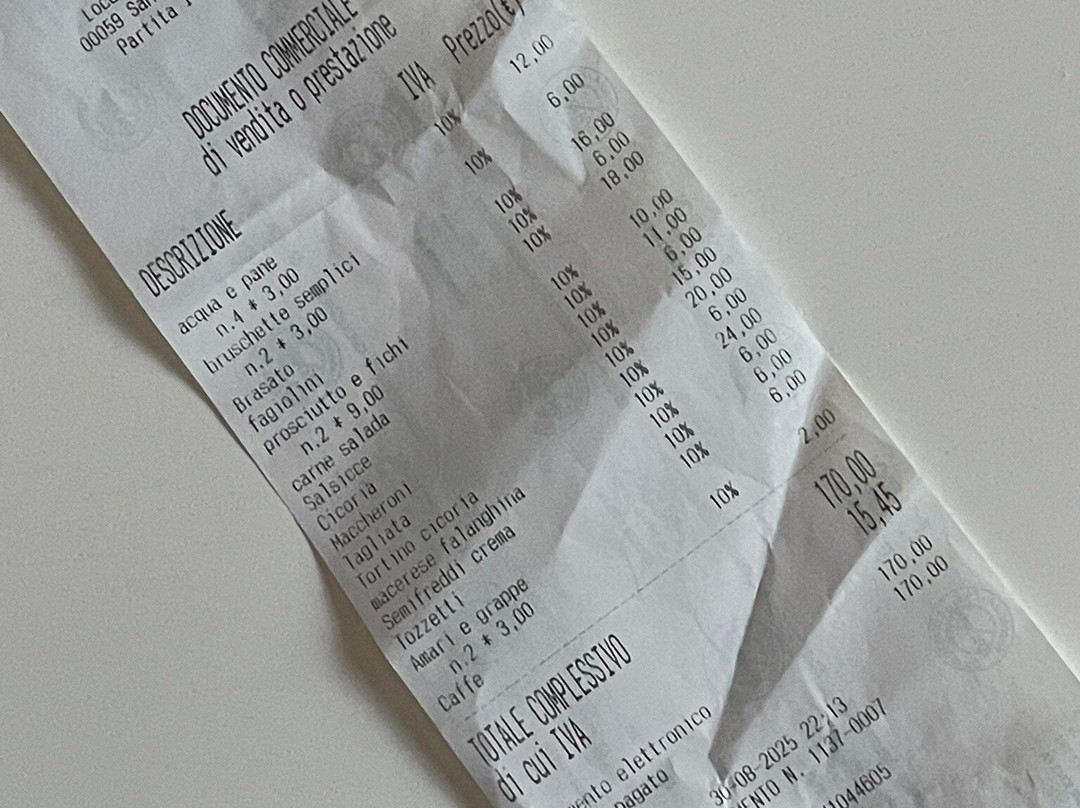 Loc
00059 San
Partita I
DOCUMENTO COMMERCIALE
di vendita o prestazione
DESCRIZIONE IVA Prezzo(€)
acqua e pane 10% 12,00
n.4 * 3,00
bruschette semplici 10% 6,00
n.2 * 3,00
Brasato 10% 16,00
fagiolini 10% 6,00
prosciutto e fichi 10% 18,00
n.2 * 9,00
carne salada 10% 10,00
Salsicce 10% 11,00
Cicoria 10% 6,00
Maccheroni 10% 15,00
Tagliata 10% 20,00
Tortino cicoria 10% 6,00
macerese falanghina 10% 24,00
Semifreddi crema 10% 6,00
Tozzetti 10% 6,00
Amari e grappe 10% 6,00
n.2 * 3,00
Caffe 10% 2,00
TOTALE COMPLESSIVO 170,00
di cui IVA 15,45
ento elettronico 170,00
pagato 170,00
30-08-2025 22:13
ENTO N. 1137-0007
1044605